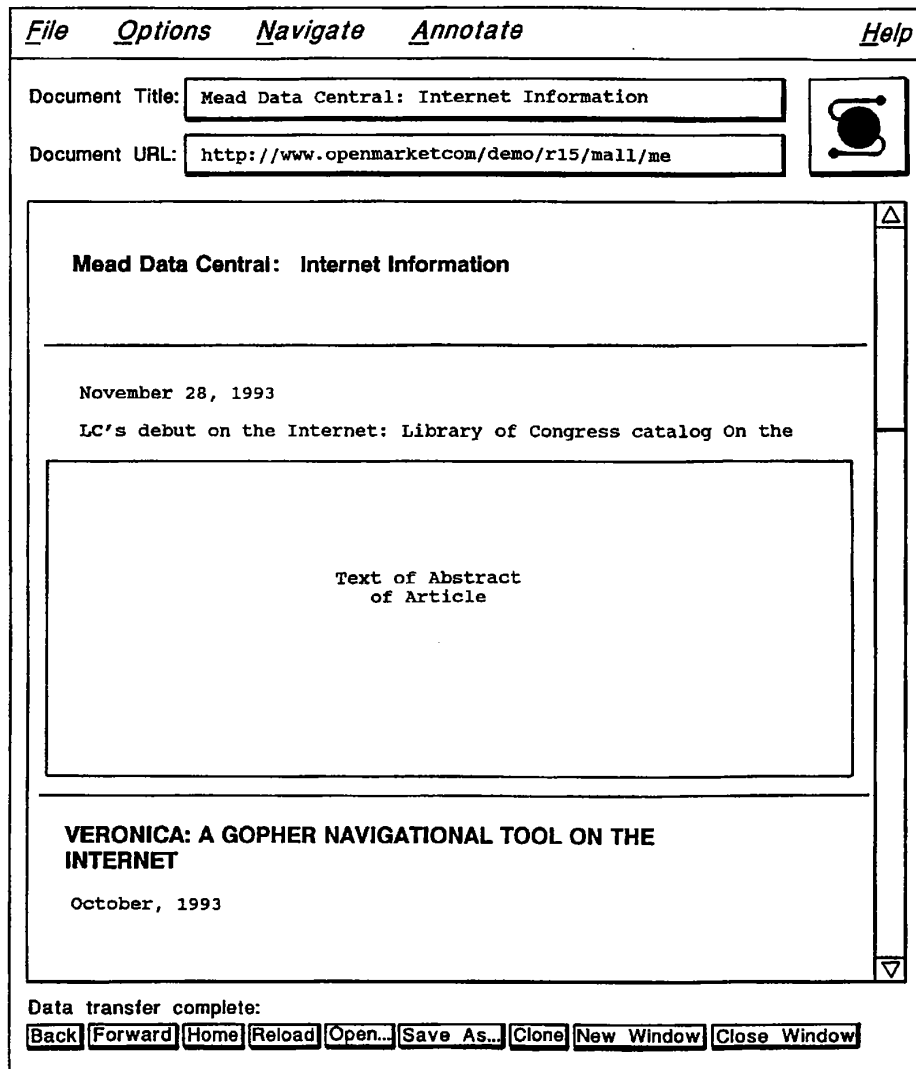 File Options Navigate Annotate Help
Document Title: Mead Data Central: Internet Information
Document URL: http://www.openmarketcom/demo/r15/mall/me
Mead Data Central: Internet Information
November 28, 1993
LC's debut on the Internet: Library of Congress catalog On the
Text of Abstract
of Article
VERONICA: A GOPHER NAVIGATIONAL TOOL ON THE
INTERNET
October, 1993
Data transfer complete:
Back Forward Home Reload Open... Save As... Clone New Window Close Window